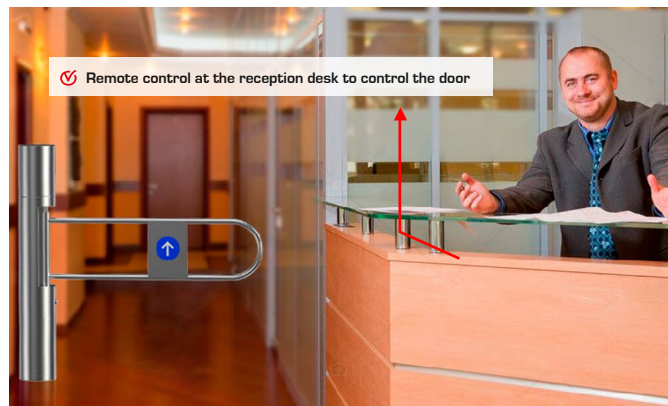 Remote control at the reception desk to control the door